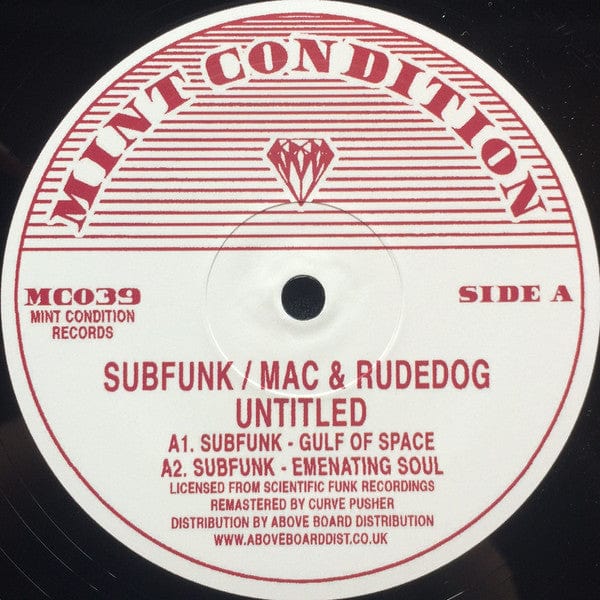 MINT CONDITION
MC039
MINT CONDITION
RECORDS
SIDE A
SUBFUNK / MAC & RUDEDOG
UNTITLED
A1. SUBFUNK - GULF OF SPACE
A2. SUBFUNK - EMENATING SOUL
LICENSED FROM SCIENTIFIC FUNK RECORDINGS
REMASTERED BY CURVE PUSHER
DISTRIBUTION BY ABOVE BOARD DISTRIBUTION
WWW.ABOVEBOARDDIST.CO.UK